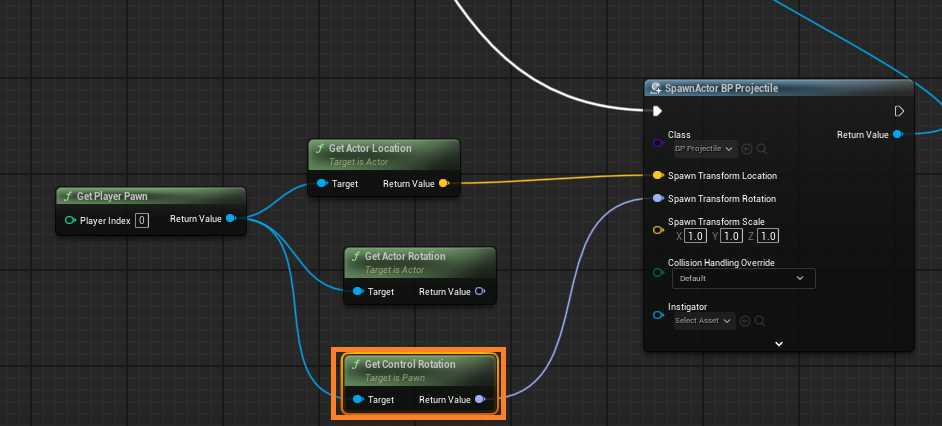 SpawnActor BP Projectile
Class
BP Projectile
Return Value
Spawn Transform Location
Spawn Transform Rotation
Spawn Transform Scale
X 1.0 Y 1.0 Z 1.0
Collision Handling Override
Default
Instigator
Select Asset
f Get Actor Location
Target is Actor
Target Return Value
f Get Player Pawn
Player Index 0 Return Value
f Get Actor Rotation
Target is Actor
Target Return Value
f Get Control Rotation
Target is Pawn
Target Return Value